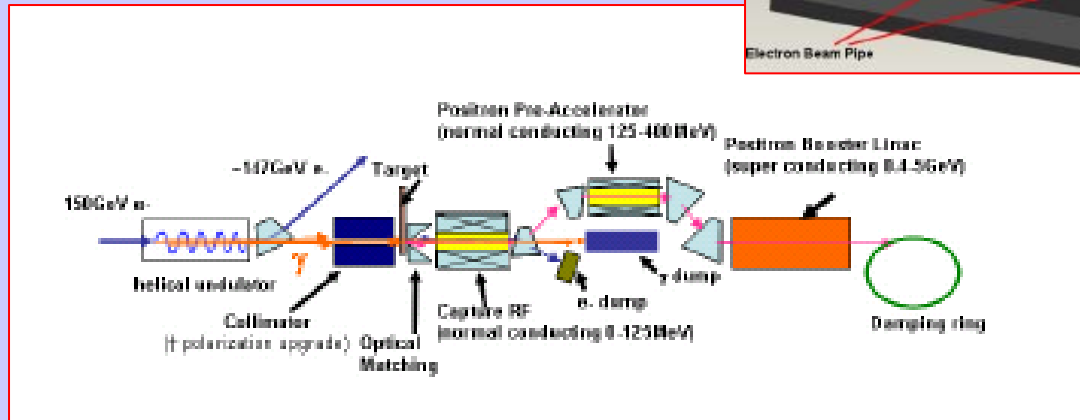 Electron Beam Pipe
Positron Pre-Accelerator
(normal conducting 125-400MeV)
Positron Booster Linac
(super conducting 0.4-5GeV)
~147GeV e-
Target
150GeV e-
γ
helical undulator
γ dump
e- dump
Collimator
(+ polarization upgrade)
Optical
Matching
Capture RF
(normal conducting 0-125MeV)
Damping ring